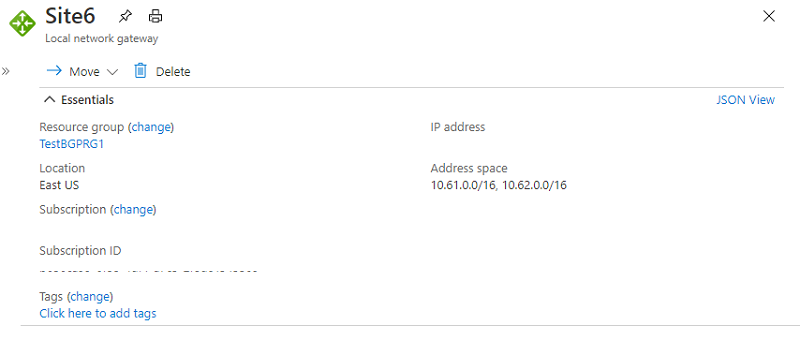 Site6
Local network gateway
Move
Delete
Essentials
JSON View
Resource group (change)
TestBGPRG1
IP address
Location
East US
Address space
10.61.0.0/16, 10.62.0.0/16
Subscription (change)
Subscription ID
Tags (change)
Click here to add tags